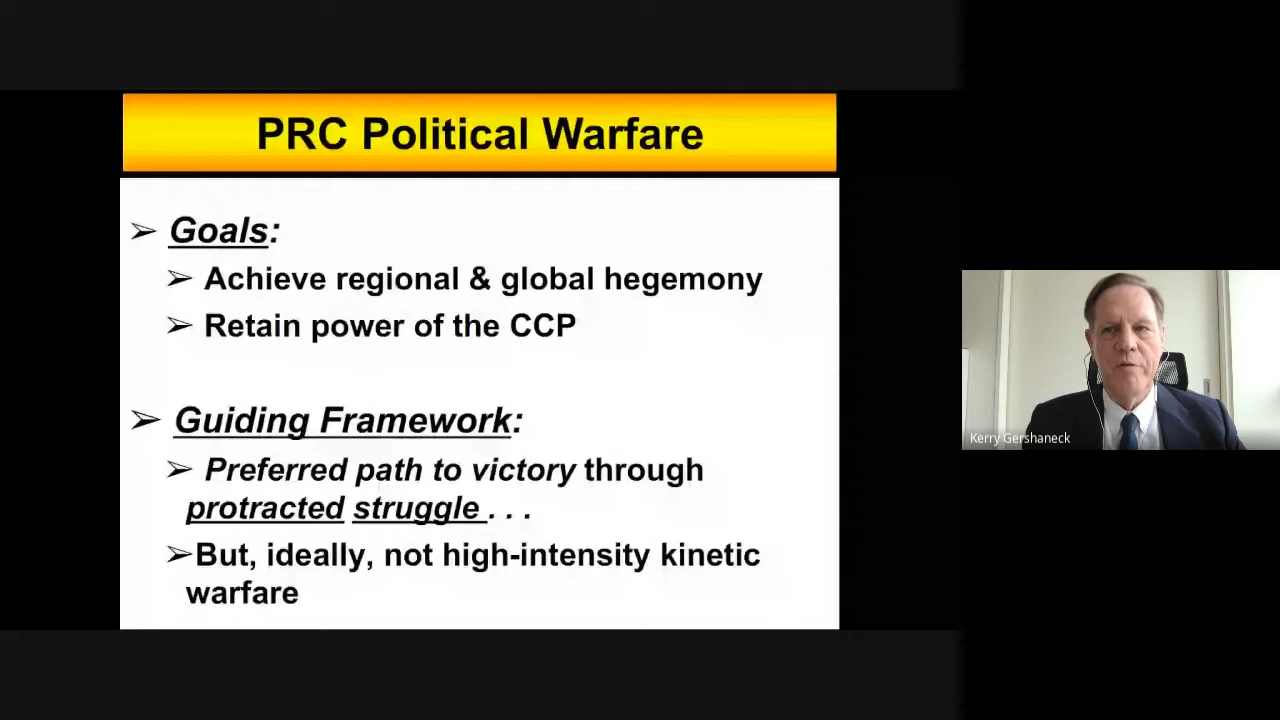 PRC Political Warfare
➢ Goals:
➢ Achieve regional & global hegemony
➢ Retain power of the CCP
➢ Guiding Framework:
➢ Preferred path to victory through
protracted struggle . . .
➢But, ideally, not high-intensity kinetic
warfare
Kerry Gershaneck